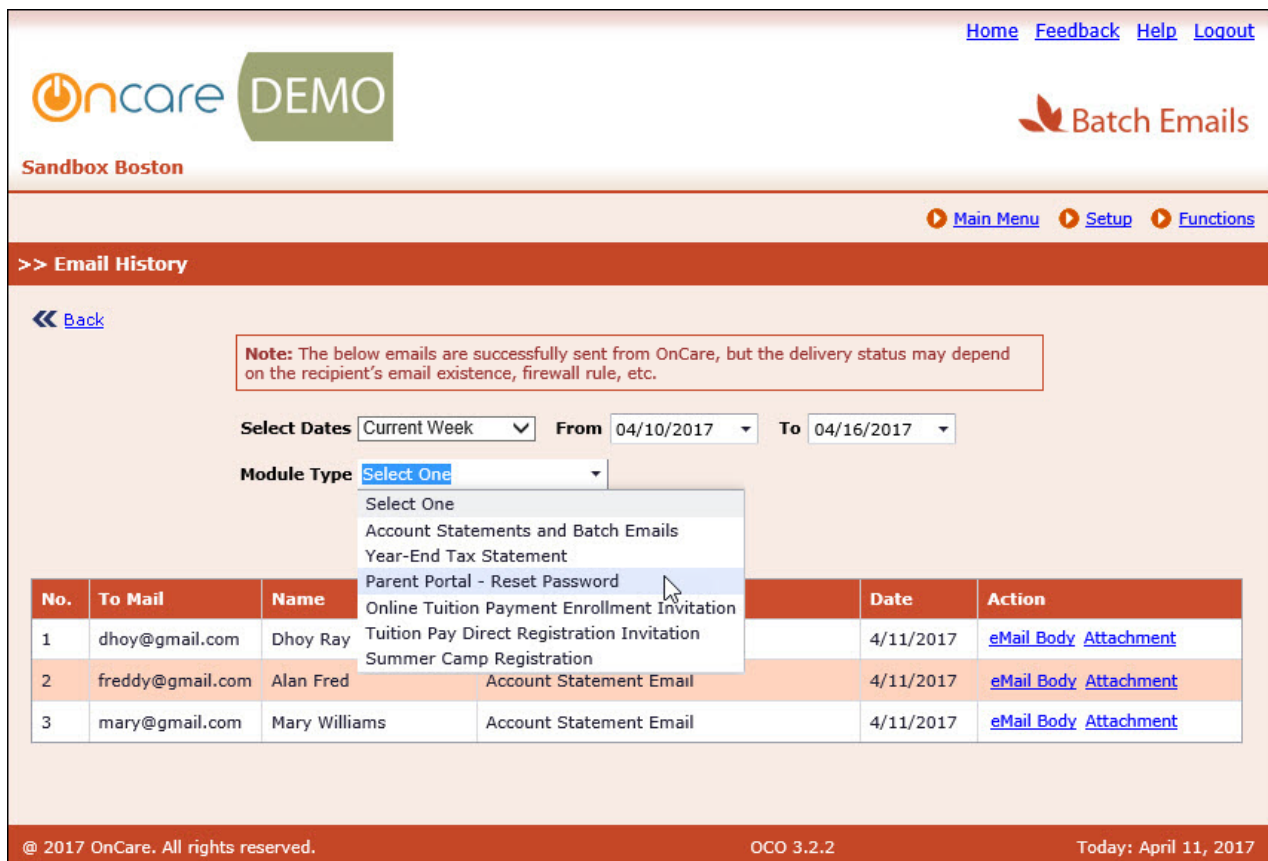 Home Feedback Help Logout
Oncare DEMO
Batch Emails
Sandbox Boston
Main Menu Setup Functions
>> Email History
Back
Note: The below emails are successfully sent from OnCare, but the delivery status may depend
on the recipient's email existence, firewall rule, etc.
Select Dates Current Week From 04/10/2017 To 04/16/2017
Module Type Select One
Select One
Account Statements and Batch Emails
Year-End Tax Statement
Parent Portal - Reset Password
Online Tuition Payment Enrollment Invitation
Tuition Pay Direct Registration Invitation
Summer Camp Registration
No. To Mail Name Date Action
1 dhoy@gmail.com Dhoy Ray 4/11/2017 eMail Body Attachment
2 freddy@gmail.com Alan Fred Account Statement Email 4/11/2017 eMail Body Attachment
3 mary@gmail.com Mary Williams Account Statement Email 4/11/2017 eMail Body Attachment
@ 2017 OnCare. All rights reserved. OCO 3.2.2 Today: April 11, 2017